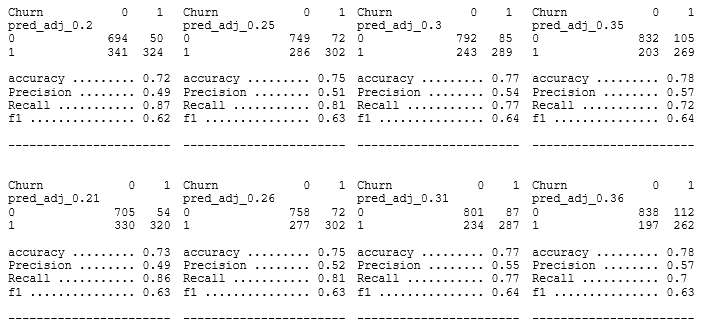 Churn 0 1 Churn 0 1 Churn 0 1 Churn 0 1
pred_adj_0.2 pred_adj_0.25 pred_adj_0.3 pred_adj_0.35
0 694 50 0 749 72 0 792 85 0 832 105
1 341 324 1 286 302 1 243 289 1 203 269
accuracy ......... 0.72 accuracy ......... 0.75 accuracy ......... 0.77 accuracy ......... 0.78
Precision ........ 0.49 Precision ........ 0.51 Precision ........ 0.54 Precision ........ 0.57
Recall ........... 0.87 Recall ........... 0.81 Recall ........... 0.77 Recall ........... 0.72
f1 ............... 0.62 f1 ............... 0.63 f1 ............... 0.64 f1 ............... 0.64
----------------------- ----------------------- ----------------------- -----------------------
Churn 0 1 Churn 0 1 Churn 0 1 Churn 0 1
pred_adj_0.21 pred_adj_0.26 pred_adj_0.31 pred_adj_0.36
0 705 54 0 758 72 0 801 87 0 838 112
1 330 320 1 277 302 1 234 287 1 197 262
accuracy ......... 0.73 accuracy ......... 0.75 accuracy ......... 0.77 accuracy ......... 0.78
Precision ........ 0.49 Precision ........ 0.52 Precision ........ 0.55 Precision ........ 0.57
Recall ........... 0.86 Recall ........... 0.81 Recall ........... 0.77 Recall ........... 0.7
f1 ............... 0.63 f1 ............... 0.63 f1 ............... 0.64 f1 ............... 0.63
----------------------- ----------------------- ----------------------- -----------------------